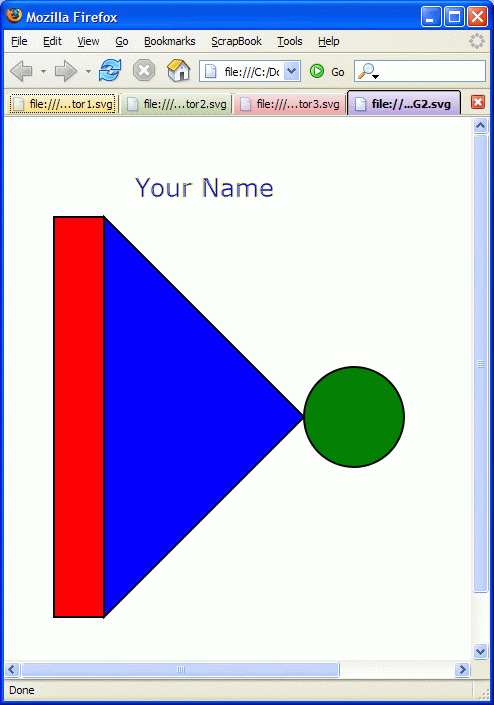 Mozilla Firefox
File Edit View Go Bookmarks ScrapBook Tools Help
file:///C:/Do Go
file:///...tor1.svg file:///...tor2.svg file:///...tor3.svg file://...G2.svg
Your Name
Done